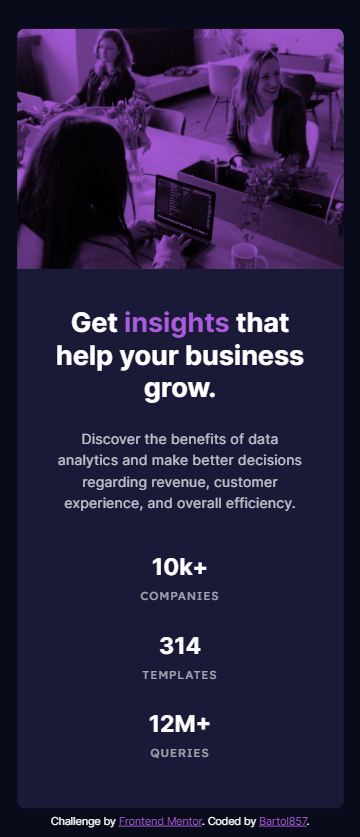 Get insights that
help your business
grow.
Discover the benefits of data
analytics and make better decisions
regarding revenue, customer
experience, and overall efficiency.
10k+
COMPANIES
314
TEMPLATES
12M+
QUERIES
Challenge by Frontend Mentor. Coded by Bartol857.